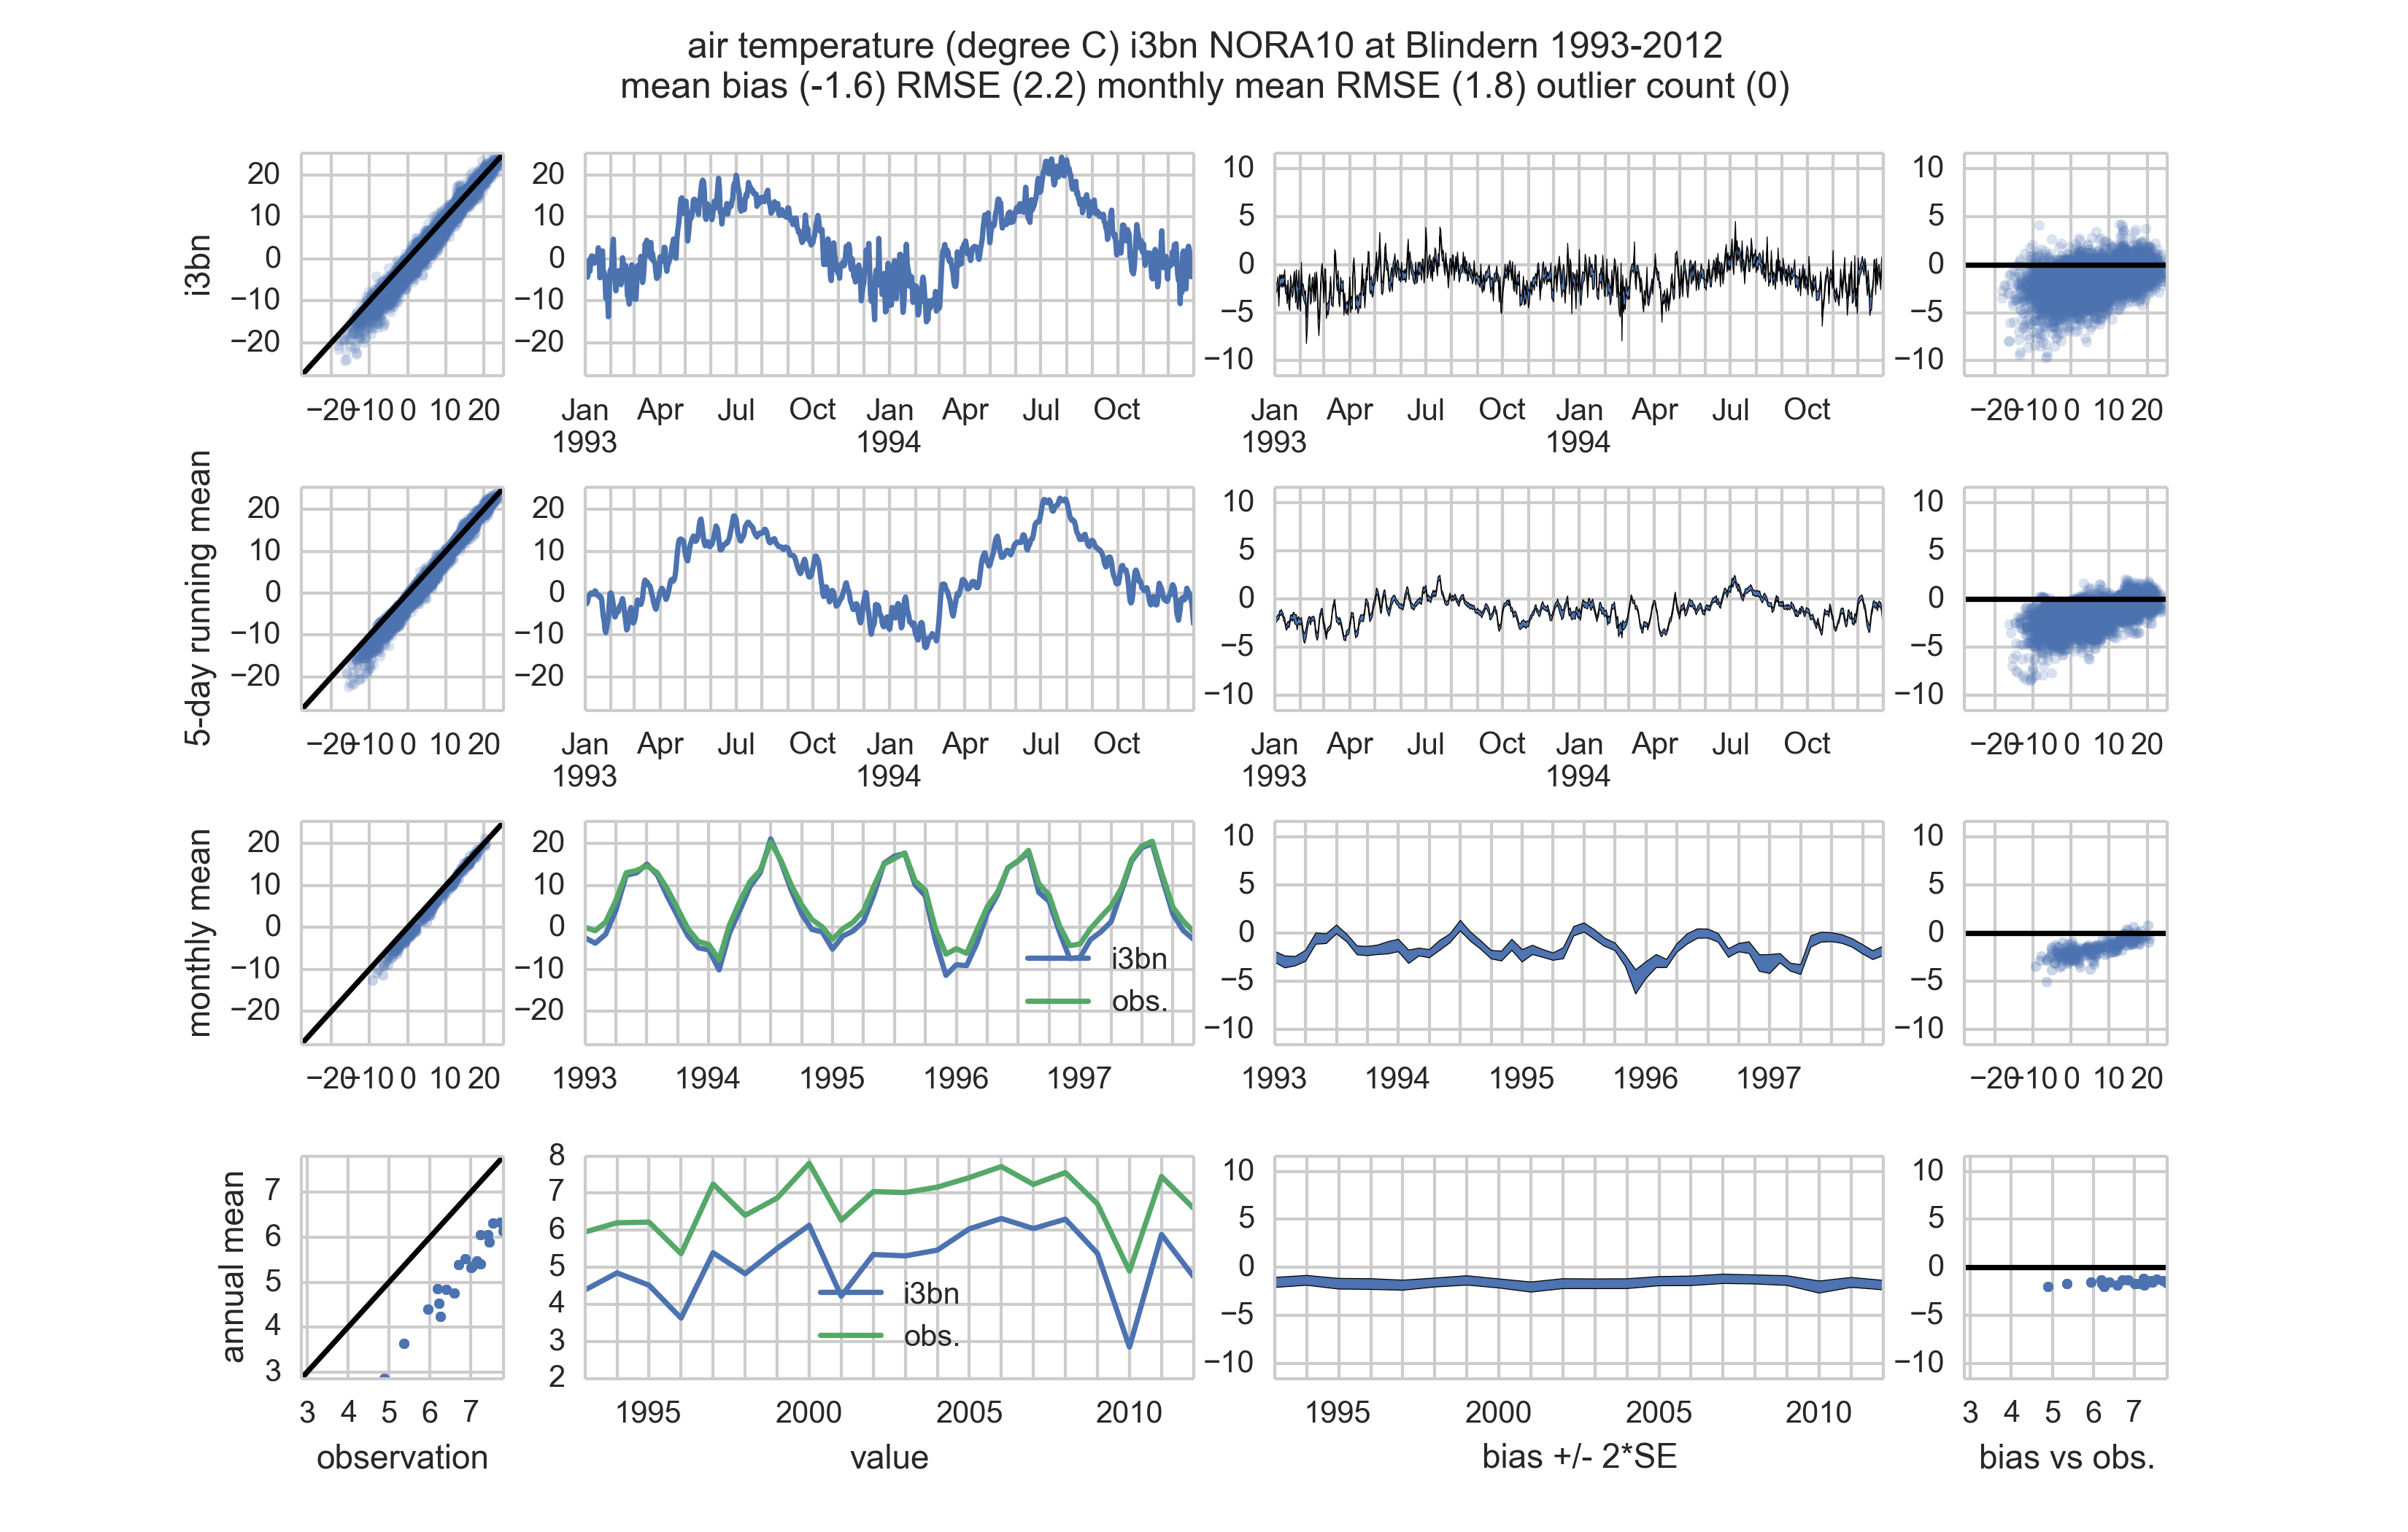 air temperature (degree C) i3bn NORA10 at Blindern 1993-2012
mean bias (-1.6) RMSE (2.2) monthly mean RMSE (1.8) outlier count (0)
i3bn
20
10
0
−10
−20
−20 −10 0 10 20
20
10
0
−10
−20
Jan Apr Jul Oct Jan Apr Jul Oct
1993 1994
10
5
0
−5
−10
Jan Apr Jul Oct Jan Apr Jul Oct
1993 1994
10
5
0
−5
−10
−20 −10 0 10 20
5-day running mean
20
10
0
−10
−20
−20 −10 0 10 20
20
10
0
−10
−20
Jan Apr Jul Oct Jan Apr Jul Oct
1993 1994
10
5
0
−5
−10
Jan Apr Jul Oct Jan Apr Jul Oct
1993 1994
10
5
0
−5
−10
−20 −10 0 10 20
monthly mean
20
10
0
−10
−20
−20 −10 0 10 20
20
10
0
−10
−20
i3bn
obs.
1993 1994 1995 1996 1997
10
5
0
−5
−10
1993 1994 1995 1996 1997
10
5
0
−5
−10
−20 −10 0 10 20
annual mean
7
6
5
4
3
3 4 5 6 7
observation
8
7
6
5
4
3
2
i3bn
obs.
1995 2000 2005 2010
value
10
5
0
−5
−10
1995 2000 2005 2010
bias +/- 2*SE
10
5
0
−5
−10
3 4 5 6 7
bias vs obs.